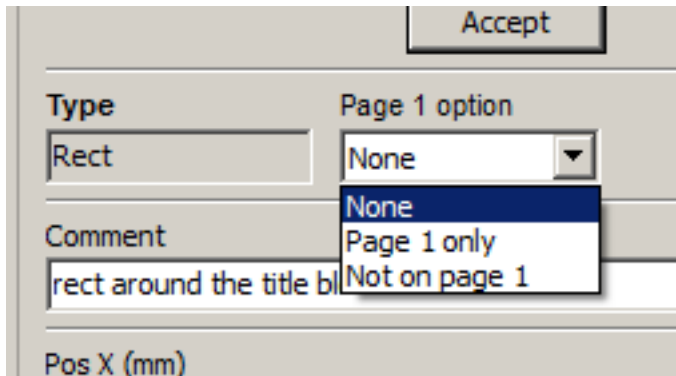 Accept
Type
Page 1 option
Rect
None
None
Page 1 only
Not on page 1
Comment
rect around the title
Pos X (mm)